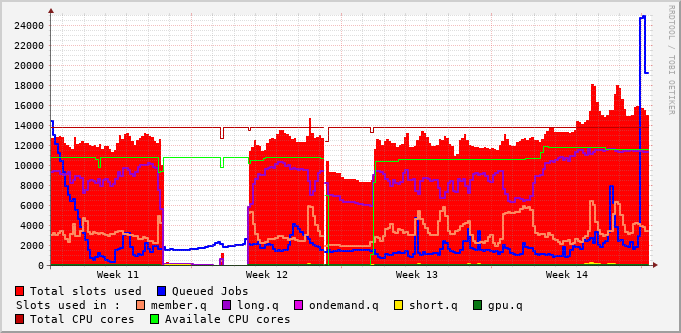 RRDTOOL / TOBI OETIKER
24000
22000
20000
18000
16000
14000
12000
10000
8000
6000
4000
2000
0
Week 11 Week 12 Week 13 Week 14
Total slots used Queued Jobs
Slots used in : member.q long.q ondemand.q short.q gpu.q
Total CPU cores Availale CPU cores